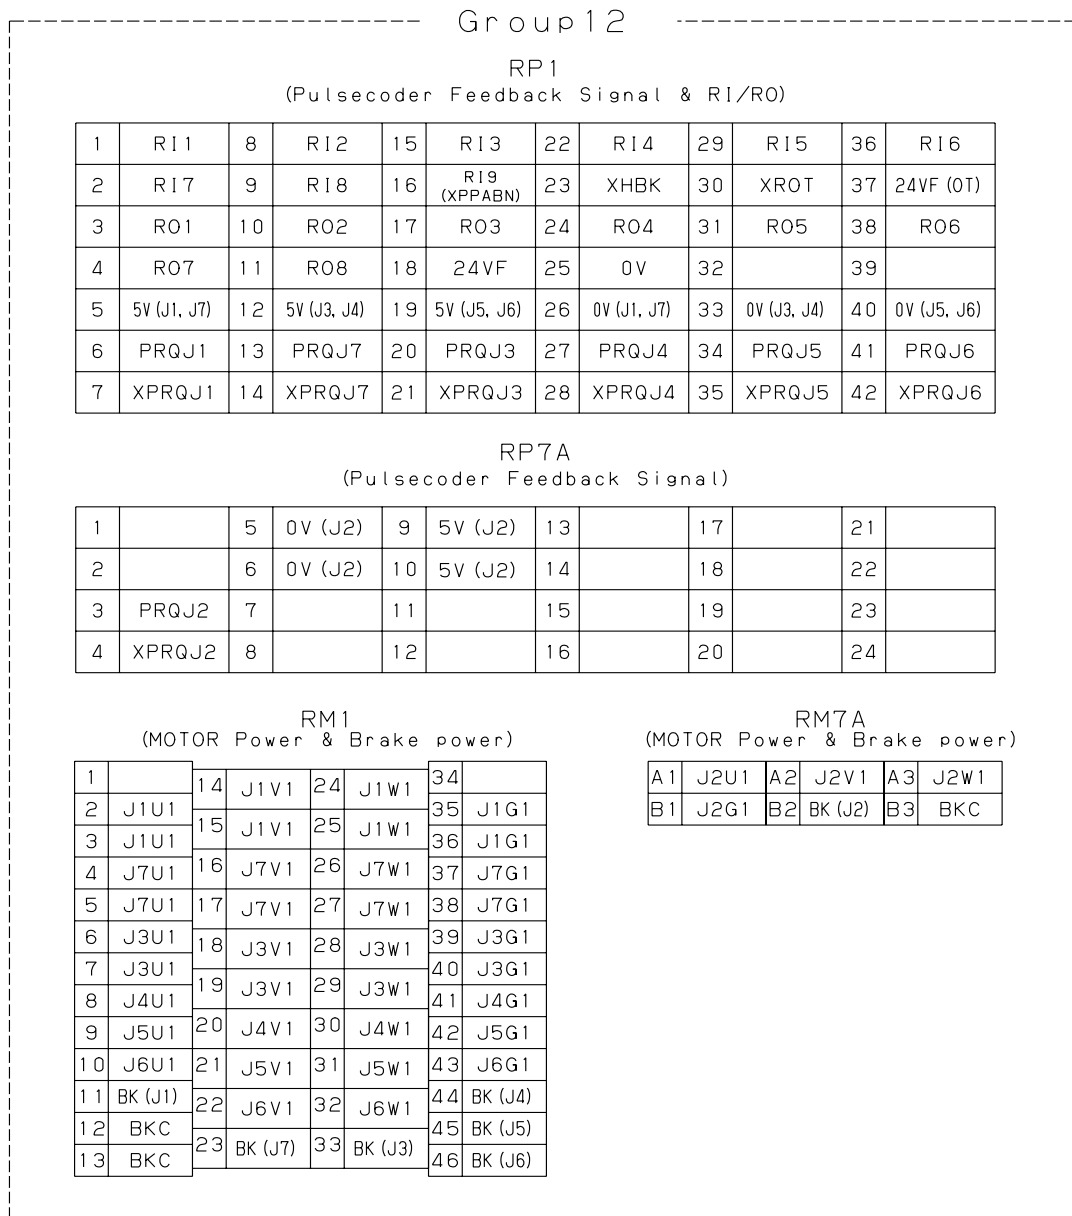 Group12
RP1
(Pulsecoder Feedback Signal & RI/RO)
1 RI1 8 RI2 15 RI3 22 RI4 29 RI5 36 RI6
2 RI7 9 RI8 16 RI9 (XPPABN) 23 XHBK 30 XROT 37 24VF (OT)
3 RO1 10 RO2 17 RO3 24 RO4 31 RO5 38 RO6
4 RO7 11 RO8 18 24VF 25 0V 32 39
5 5V (J1, J7) 12 5V (J3, J4) 19 5V (J5, J6) 26 0V (J1, J7) 33 0V (J3, J4) 40 0V (J5, J6)
6 PRQJ1 13 PRQJ7 20 PRQJ3 27 PRQJ4 34 PRQJ5 41 PRQJ6
7 XPRQJ1 14 XPRQJ7 21 XPRQJ3 28 XPRQJ4 35 XPRQJ5 42 XPRQJ6
RP7A
(Pulsecoder Feedback Signal)
1 5 0V (J2) 9 5V (J2) 13 17 21
2 6 0V (J2) 10 5V (J2) 14 18 22
3 PRQJ2 7 11 15 19 23
4 XPRQJ2 8 12 16 20 24
RM1
(MOTOR Power & Brake power)
1
2 J1U1
3 J1U1
4 J7U1
5 J7U1
6 J3U1
7 J3U1
8 J4U1
9 J5U1
10 J6U1
11 BK (J1)
12 BKC
13 BKC
14 J1V1 24 J1W1
15 J1V1 25 J1W1
16 J7V1 26 J7W1
17 J7V1 27 J7W1
18 J3V1 28 J3W1
19 J3V1 29 J3W1
20 J4V1 30 J4W1
21 J5V1 31 J5W1
22 J6V1 32 J6W1
23 BK (J7) 33 BK (J3)
34
35 J1G1
36 J1G1
37 J7G1
38 J7G1
39 J3G1
40 J3G1
41 J4G1
42 J5G1
43 J6G1
44 BK (J4)
45 BK (J5)
46 BK (J6)
RM7A
(MOTOR Power & Brake power)
A1 J2U1 A2 J2V1 A3 J2W1
B1 J2G1 B2 BK (J2) B3 BKC